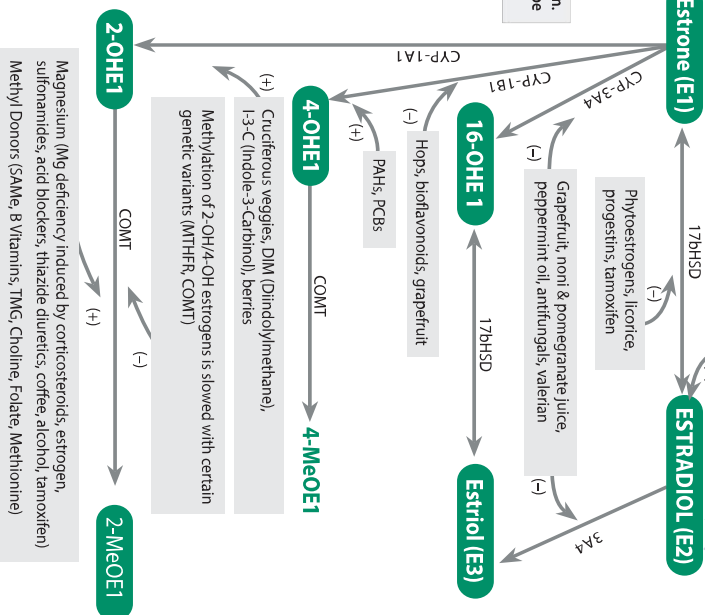 n.
be
Estrone (E1)
17bHSD
ESTRADIOL (E2)
Phytoestrogens, licorice,
progestins, tamoxifen
(–)
CYP-3A4
(–)
Grapefruit, noni & pomegranate juice,
peppermint oil, antifungals, valerian
(–)
3A4
16-OHE 1
17bHSD
Estriol (E3)
CYP-1B1
(–)
Hops, bioflavonoids, grapefruit
PAHs, PCBs
(+)
4-OHE1
COMT
4-MeOE1
CYP-1A1
(+)
Cruciferous veggies, DIM (Diindolylmethane),
I-3-C (Indole-3-Carbinol), berries
Methylation of 2-OH/4-OH estrogens is slowed with certain
genetic variants (MTHFR, COMT)
(–)
2-OHE1
COMT
2-MeOE1
(+)
Magnesium (Mg deficiency induced by corticosteroids, estrogen,
sulfonamides, acid blockers, thiazide diuretics, coffee, alcohol, tamoxifen)
Methyl Donors (SAMe, B Vitamins, TMG, Choline, Folate, Methionine)